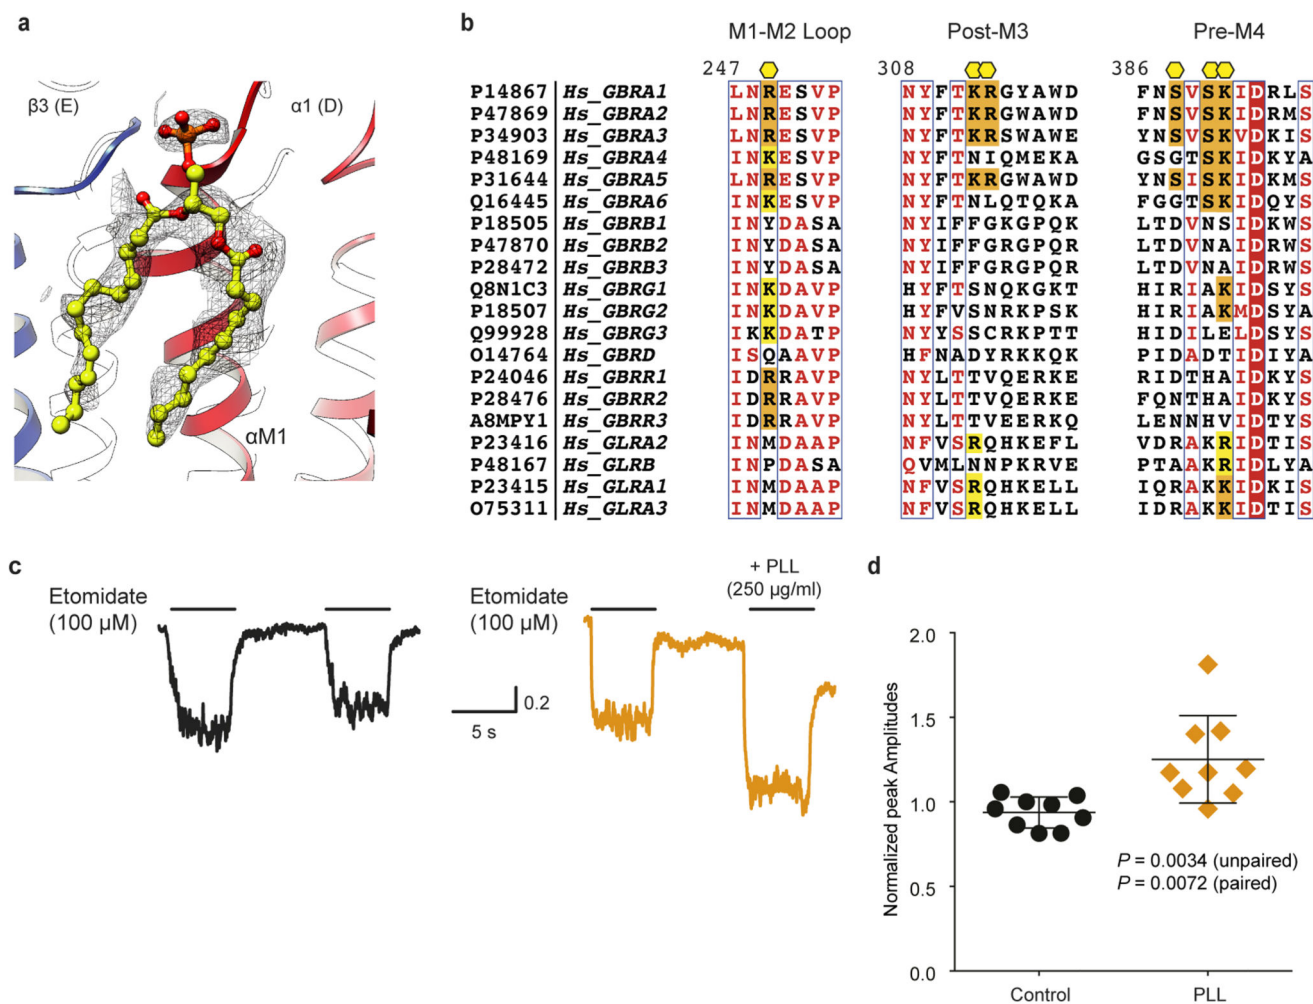 a
β3 (E)
α1 (D)
αM1
b
M1-M2 Loop Post-M3 Pre-M4
247 308 386
P14867 Hs_GBRA1 LNRESVP NYFTKRGYAWD FNSVSKIDRLS
P47869 Hs_GBRA2 LNRESVP NYFTKRGWAWD YNSVSKIDRMS
P34903 Hs_GBRA3 LNRESVP NYFTKRSWAWE YNSVSKVDKIS
P48169 Hs_GBRA4 INKESVP NYFTNIQMEKA GSGTSKIDKYA
P31644 Hs_GBRA5 LNRESVP NYFTKRGWAWD YNSISKIDKMS
Q16445 Hs_GBRA6 INKESVP NYFTNLQTQKA FGGTSKIDQYS
P18505 Hs_GBRB1 INYDASA NYIFFGKGPQK LTDVNSIDKWS
P47870 Hs_GBRB2 INYDASA NYIFFGRGPQR LTDVNAIDRWS
P28472 Hs_GBRB3 INYDASA NYIFFGRGPQR LTDVNAIDRWS
Q8N1C3 Hs_GBRG1 INKDAVP HYFTSNQKGKT HIRIAKIDSYS
P18507 Hs_GBRG2 INKDAVP HYFVSNRKPSK HIRIAKMDSYA
Q99928 Hs_GBRG3 IKKDATP NYYSSCRKPTT HIDILELDSYS
O14764 Hs_GBRD ISQAAVP HFNADYRKKQK PIDADTIDIYA
P24046 Hs_GBRR1 IDRRAVP NYLTTVQERKE RIDTHAIDKYS
P28476 Hs_GBRR2 IDRRAVP NYLTTVQERKE FQNTHAIDKYS
A8MPY1 Hs_GBRR3 IDRRAVP NYLTTVEERKQ LENNHVIDTYS
P23416 Hs_GLRA2 INMDAAP NFVSRQHKEFL VDRAKRIDTIS
P48167 Hs_GLRB INPDASA QVMLNNPKRVE PTAAKRIDLYA
P23415 Hs_GLRA1 INMDAAP NFVSRQHKELL IQRAKKIDKIS
O75311 Hs_GLRA3 INMDAAP NFVSRQHKELL IDRAKKIDTIS
c
Etomidate
(100 µM)
0.2
5 s
Etomidate
(100 µM)
+ PLL
(250 µg/ml)
d
Normalized peak Amplitudes
2.0
1.5
1.0
0.5
0.0
P = 0.0034 (unpaired)
P = 0.0072 (paired)
Control PLL